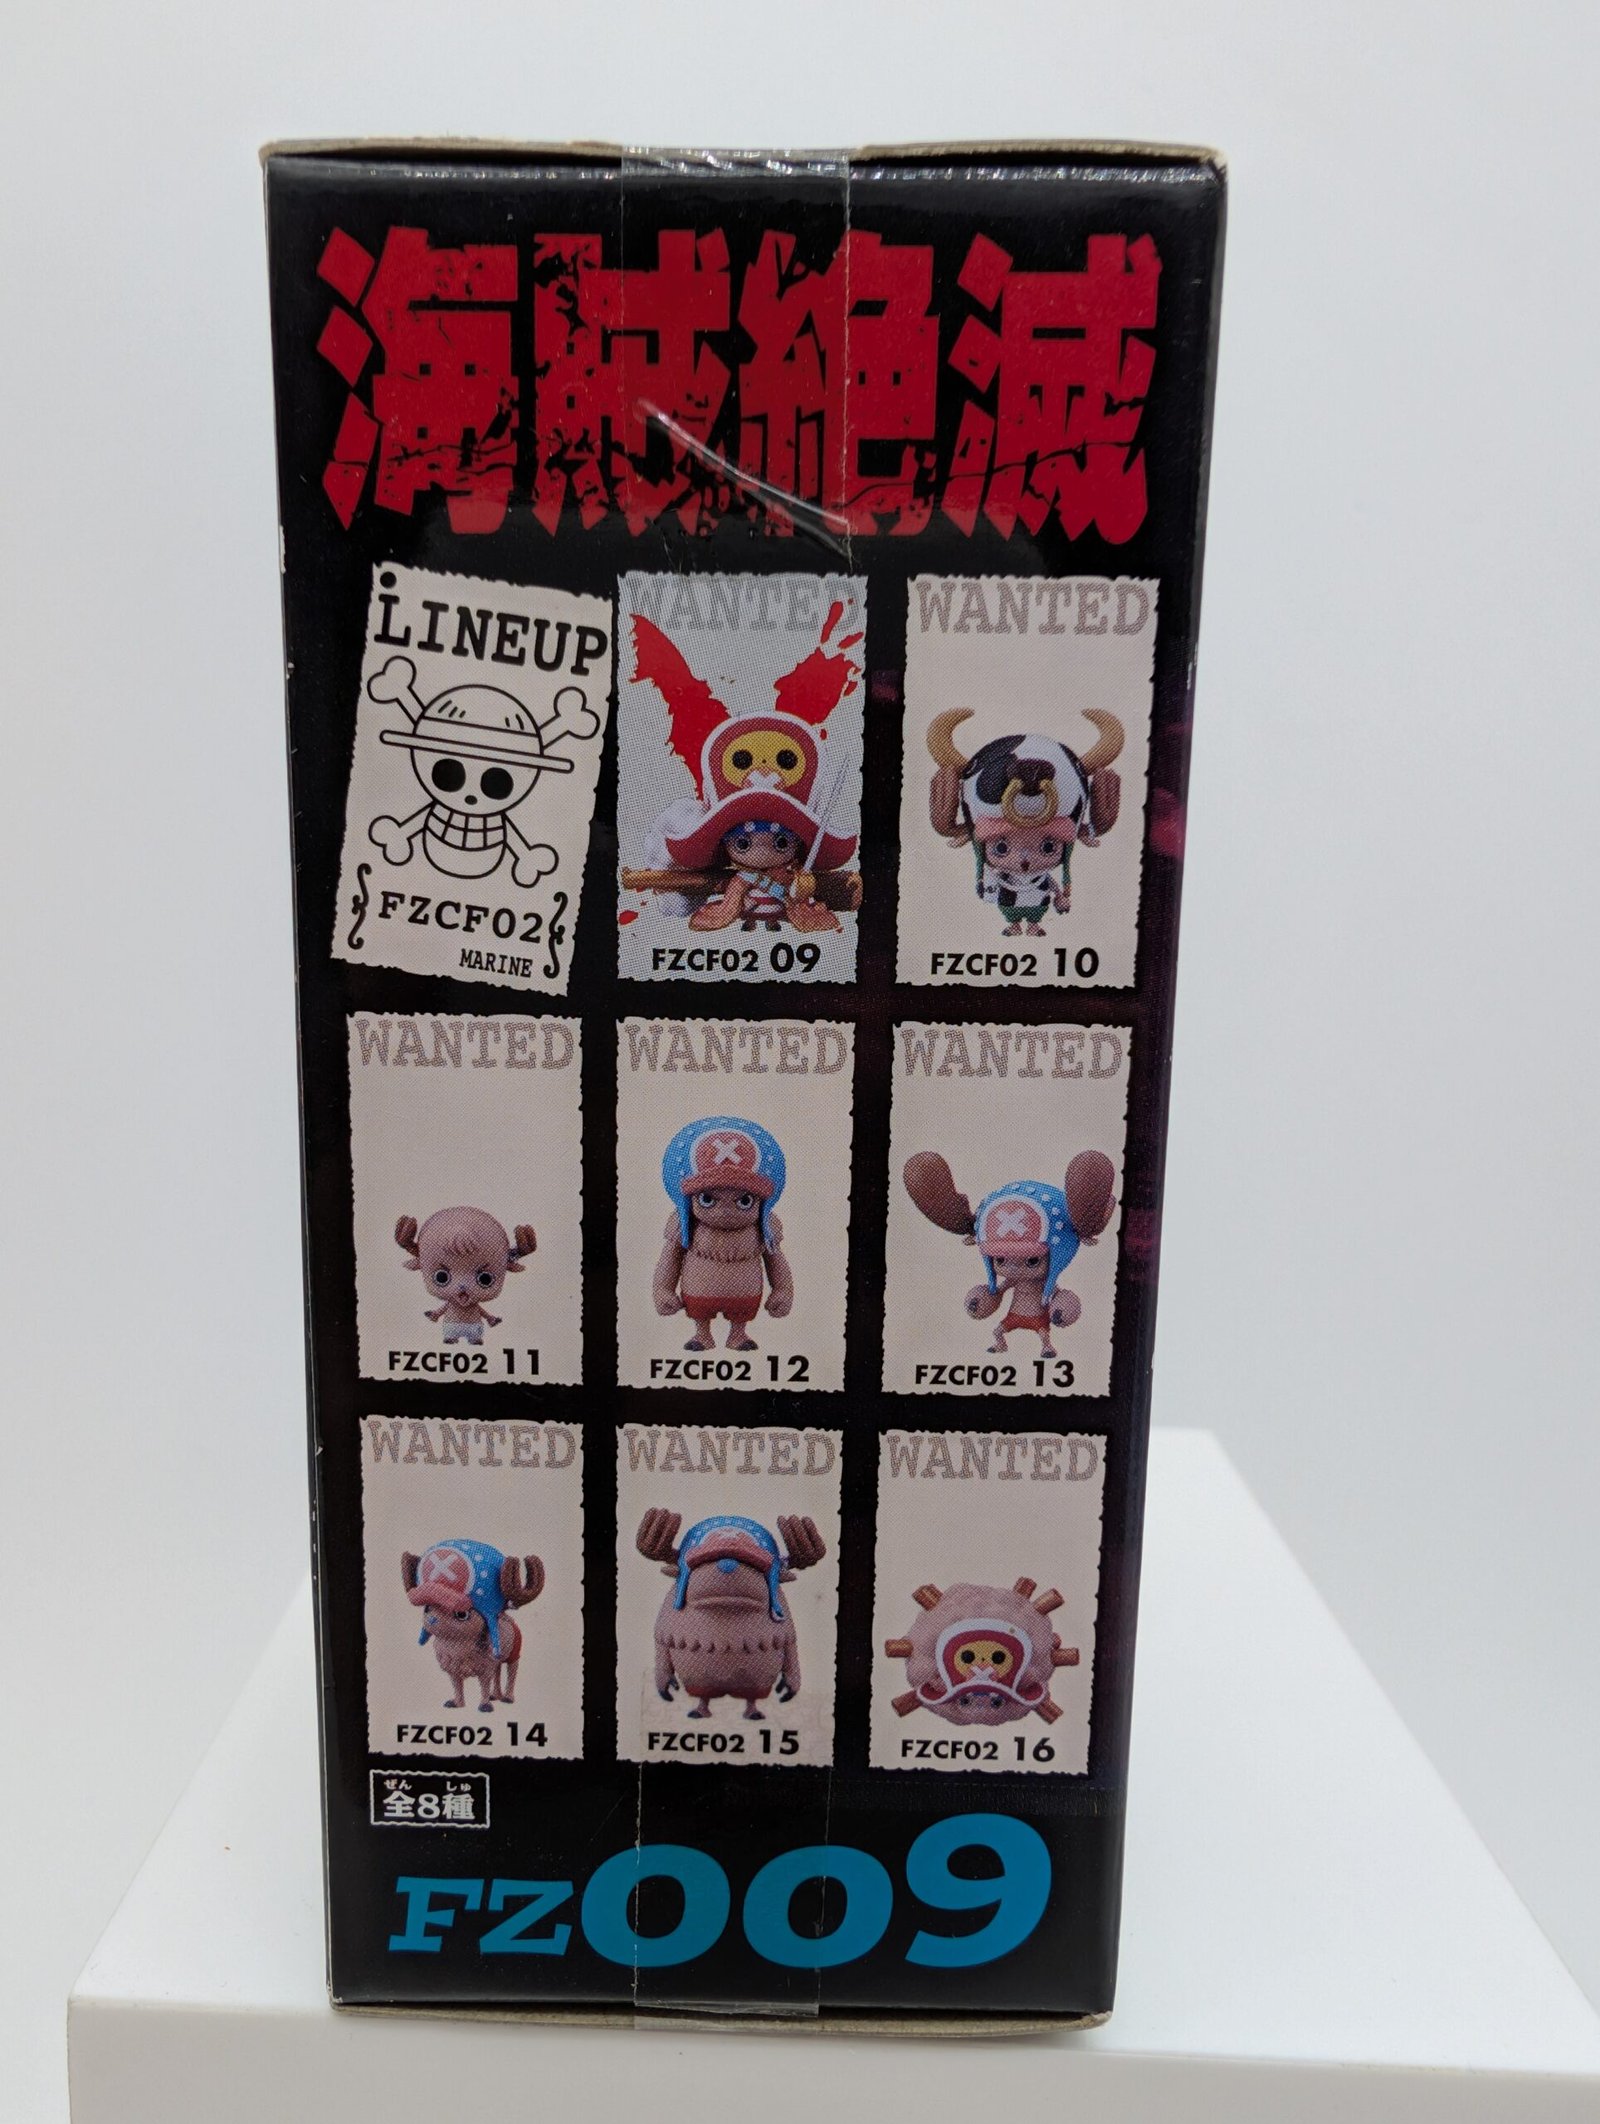 海賊絶滅
LINEUP
FZCF02
MARINE
WANTED
FZCF02 09
WANTED
FZCF02 10
WANTED
FZCF02 11
WANTED
FZCF02 12
WANTED
FZCF02 13
WANTED
FZCF02 14
WANTED
FZCF02 15
WANTED
FZCF02 16
ぜん しゅ
全8種
FZ009